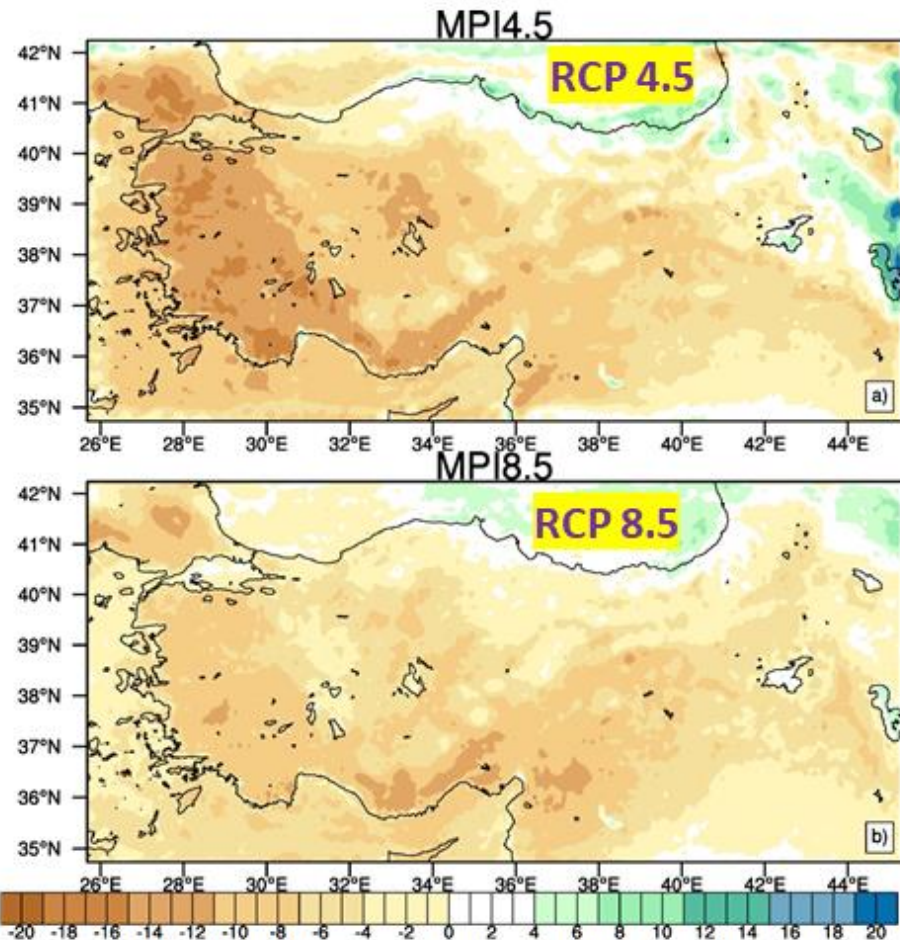 MPI4.5
RCP 4.5
42°N
41°N
40°N
39°N
38°N
37°N
36°N
35°N
a)
26°E 28°E 30°E 32°E 34°E 36°E 38°E 40°E 42°E 44°E
MPI8.5
RCP 8.5
42°N
41°N
40°N
39°N
38°N
37°N
36°N
35°N
b)
26°E 28°E 30°E 32°E 34°E 36°E 38°E 40°E 42°E 44°E
-20 -18 -16 -14 -12 -10 -8 -6 -4 -2 0 2 4 6 8 10 12 14 16 18 20